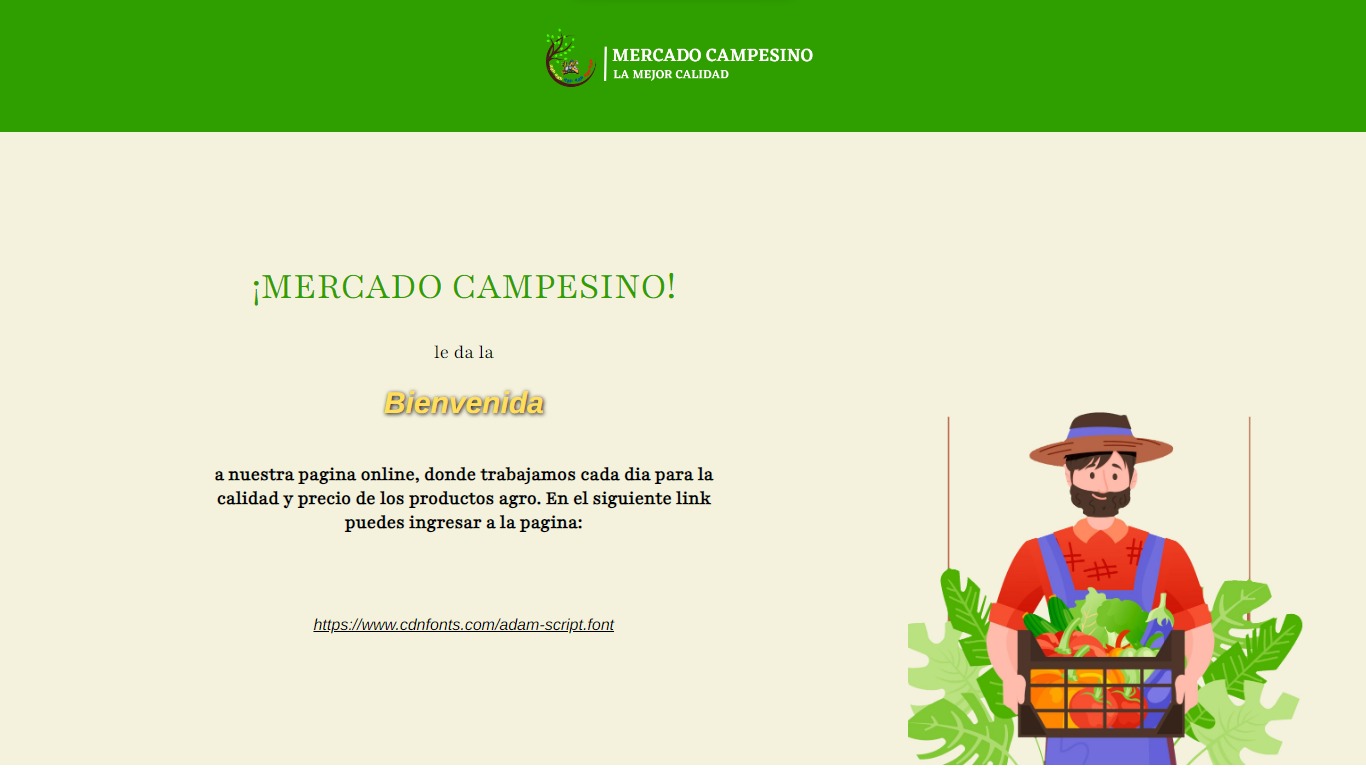 MERCADO CAMPESINO
LA MEJOR CALIDAD
¡MERCADO CAMPESINO!
le da la
Bienvenida
a nuestra pagina online, donde trabajamos cada dia para la
calidad y precio de los productos agro. En el siguiente link
puedes ingresar a la pagina:
https://www.cdnfonts.com/adam-script.font